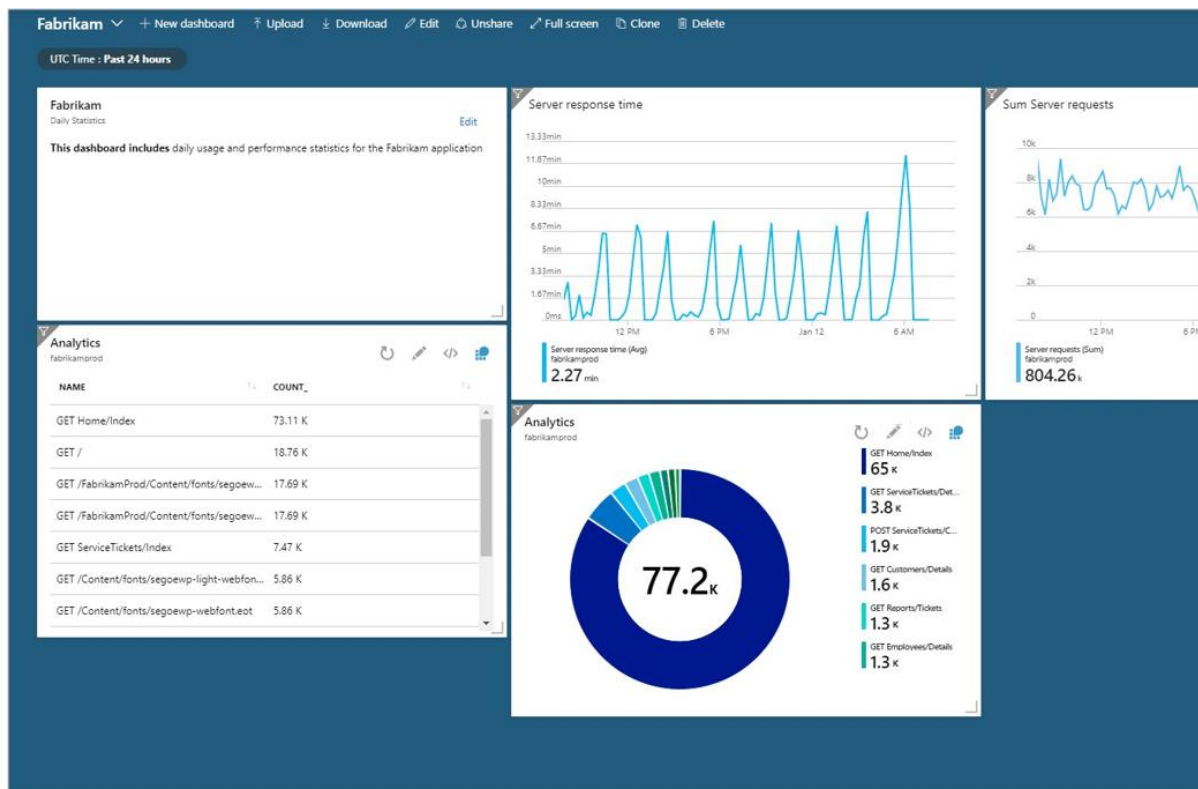 Fabrikam + New dashboard Upload Download Edit Unshare Full screen Clone Delete
UTC Time : Past 24 hours
Fabrikam
Daily Statistics
Edit
This dashboard includes daily usage and performance statistics for the Fabrikam application
Server response time
13.33min
11.67min
10min
8.33min
6.67min
5min
3.33min
1.67min
0ms
12 PM 6 PM Jan 12 6 AM
Server response time (Avg)
fabrikamprod
2.27 min
Sum Server requests
10k
8k
6k
4k
2k
0
12 PM 6 PM
Server requests (Sum)
fabrikamprod
804.26 k
Analytics
fabrikamprod
NAME COUNT_
GET Home/Index 73.11 K
GET / 18.76 K
GET /FabrikamProd/Content/fonts/segoew... 17.69 K
GET /FabrikamProd/Content/fonts/segoew... 17.69 K
GET ServiceTickets/Index 7.47 K
GET /Content/fonts/segoewp-light-webfon... 5.86 K
GET /Content/fonts/segoewp-webfont.eot 5.86 K
Analytics
fabrikamprod
77.2 K
GET Home/Index
65 K
GET ServiceTickets/Det...
3.8 K
POST ServiceTickets/C...
1.9 K
GET Customers/Details
1.6 K
GET Reports/Tickets
1.3 K
GET Employees/Details
1.3 K